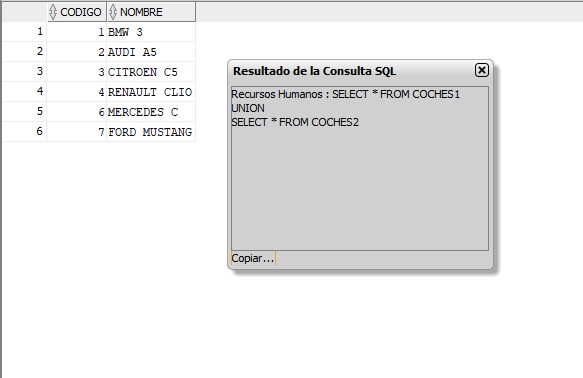 CODIGO NOMBRE
1 1 BMW 3
2 2 AUDI A5
3 3 CITROEN C5
4 4 RENAULT CLIO
5 6 MERCEDES C
6 7 FORD MUSTANG
Resultado de la Consulta SQL
Recursos Humanos : SELECT * FROM COCHES1
UNION
SELECT * FROM COCHES2
Copiar...